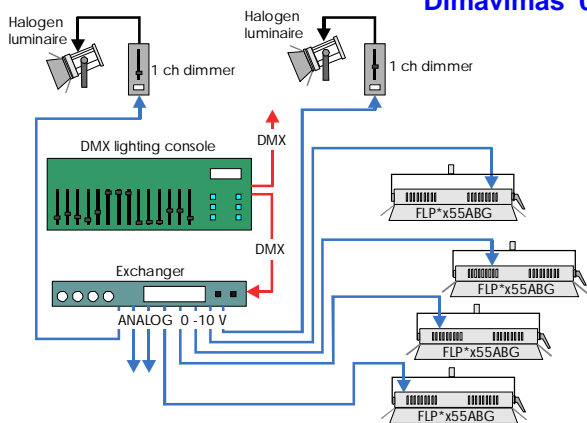 Dimavimas
Halogen
luminaire
1 ch dimmer
Halogen
luminaire
1 ch dimmer
DMX
DMX lighting console
DMX
FLP*x55ABG
Exchanger
FLP*x55ABG
ANALOG 0 -10 V
FLP*x55ABG
FLP*x55ABG